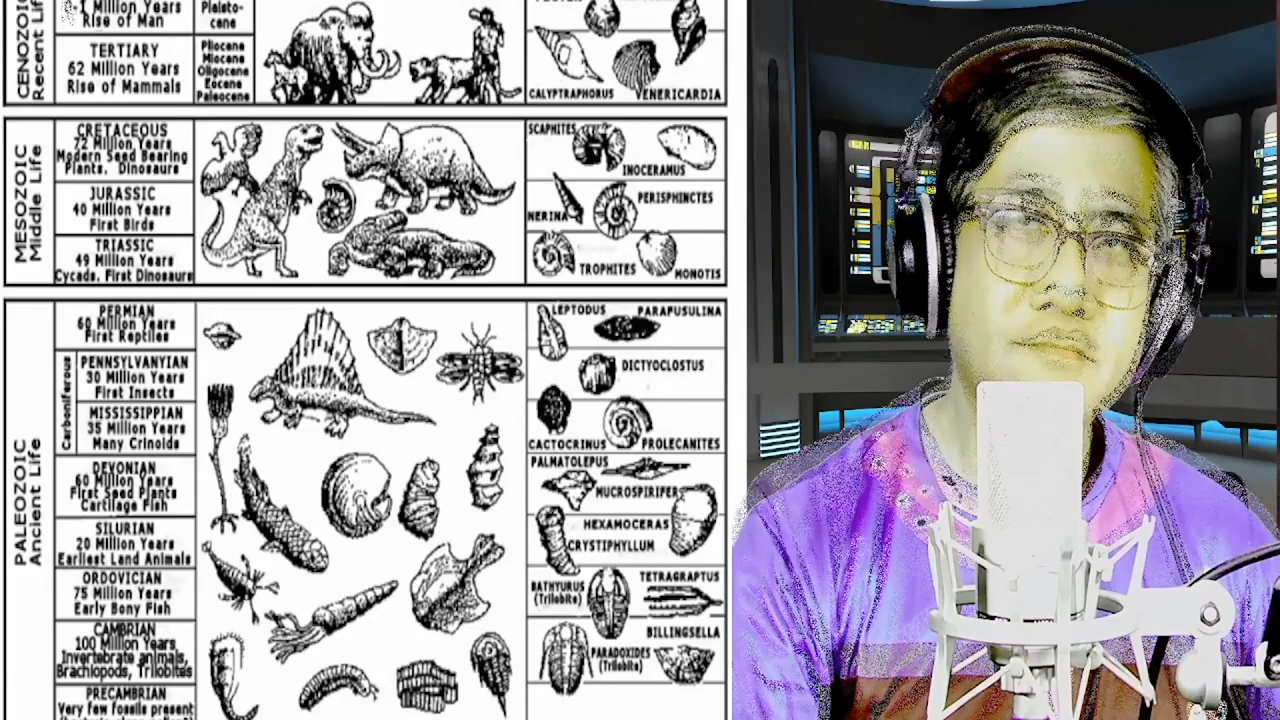 CENOZOIC
Recent Life
1 Million Years
Rise of Man
Pleisto-
cene
TERTIARY
62 Million Years
Rise of Mammals
Pliocene
Miocene
Oligocene
Eocene
Paleocene
CALYPTRAPHORUS
VENERICARDIA
MESOZOIC
Middle Life
CRETACEOUS
72 Million Years
Modern Seed Bearing
Plants. Dinosaurs
SCAPHITES
INOCERAMUS
JURASSIC
40 Million Years
First Birds
PERISPHINCTES
NERINA
TRIASSIC
49 Million Years
Cycads. First Dinosaurs
TROPHITES
MONOTIS
PALEOZOIC
Ancient Life
PERMIAN
60 Million Years
First Reptiles
LEPTODUS
PARAFUSULINA
Carboniferous
PENNSYLVANYIAN
30 Million Years
First Insects
DICTYOCLOSTUS
MISSISSIPPIAN
35 Million Years
Many Crinolds
CACTOCRINUS
PROLECANITES
DEVONIAN
60 Million Years
First Seed Plants
Cartilage Fish
PALMATOLEPUS
MUCROSPIRIFER
SILURIAN
20 Million Years
Earliest Land Animals
HEXAMOCERAS
CRYSTIPHYLLUM
ORDOVICIAN
75 Million Years
Early Bony Fish
BATHYURUS
(Trilobite)
TETRAGRAPTUS
CAMBRIAN
100 Million Years
Invertebrate animals,
Brachlopods, Trilobites
BILLINGSELLA
PARADOXIDES
(Trilobite)
PRECAMBRIAN
Very few fossils present